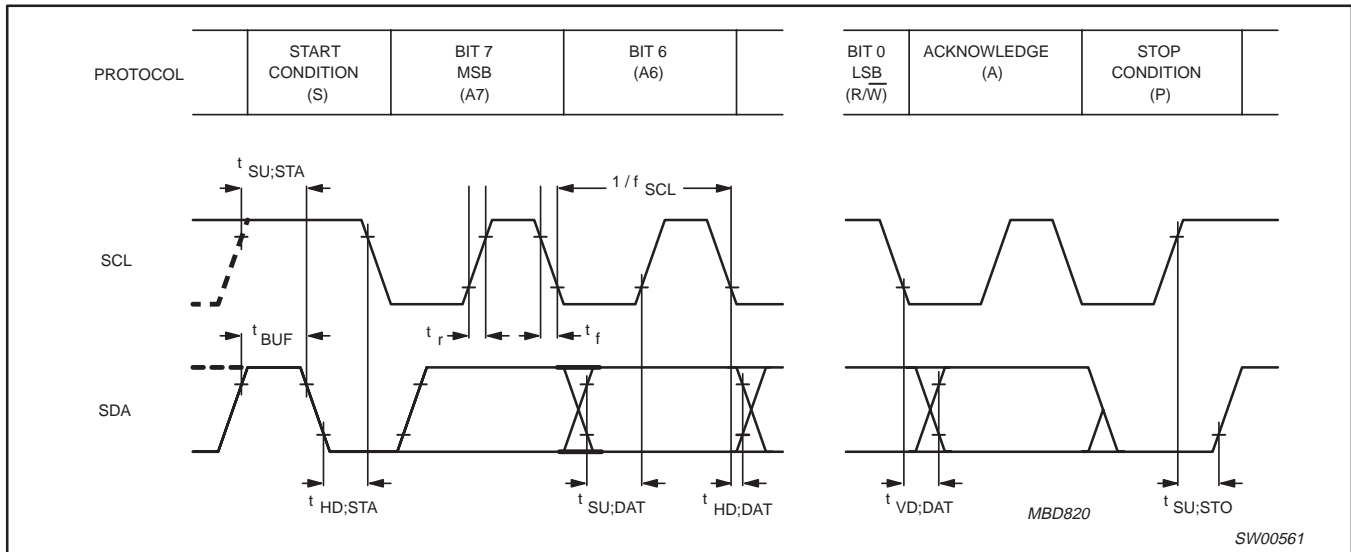 PROTOCOL
START
CONDITION
(S)
BIT 7
MSB
(A7)
BIT 6
(A6)
BIT 0
LSB
(R/W̅)
ACKNOWLEDGE
(A)
STOP
CONDITION
(P)
t SU;STA
1 / f SCL
SCL
t BUF
t r
t f
SDA
t HD;STA
t SU;DAT
t HD;DAT
t VD;DAT
t SU;STO
MBD820
SW00561